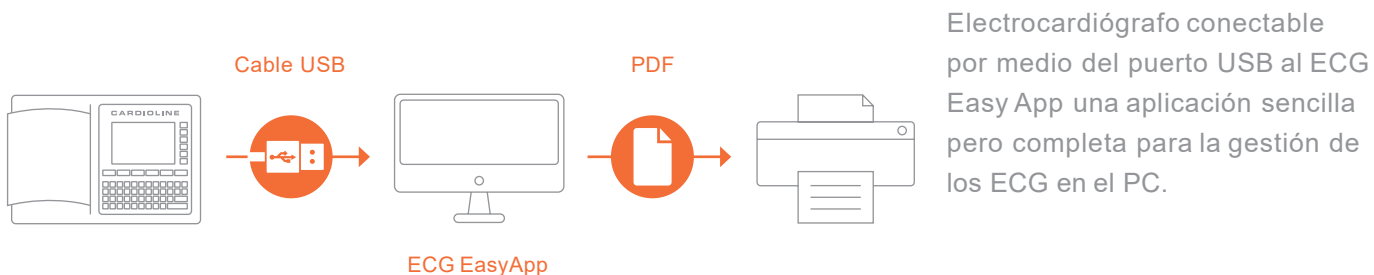 Cable USB
PDF
CARDIOLINE
ECG EasyApp
Electrocardiógrafo conectable
por medio del puerto USB al ECG
Easy App una aplicación sencilla
pero completa para la gestión de
los ECG en el PC.